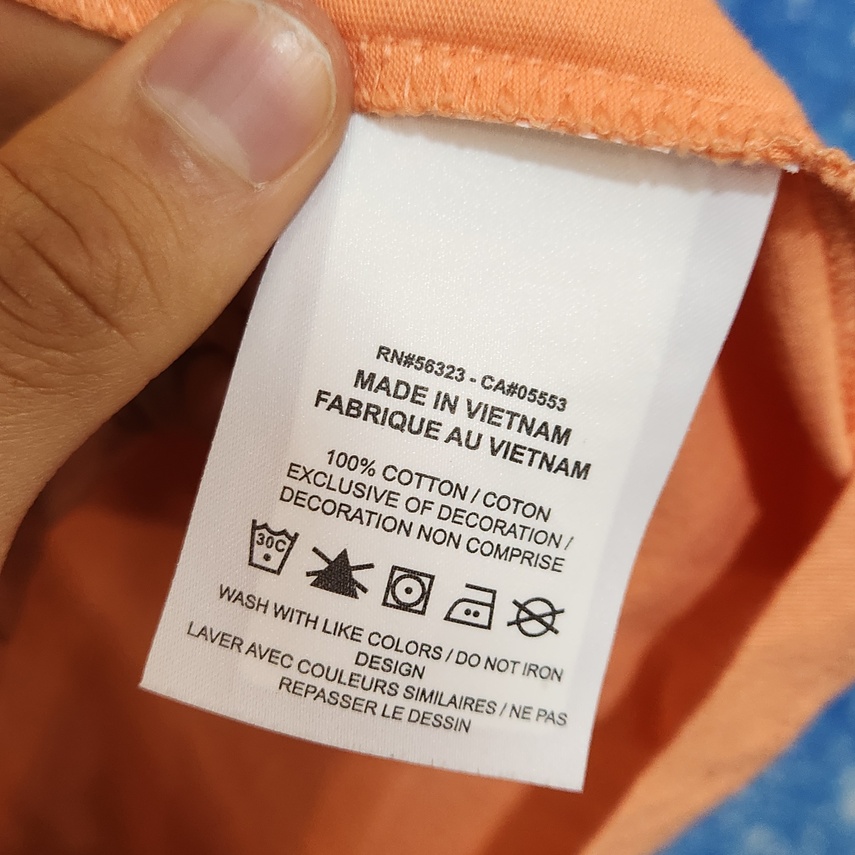 RN#56323 - CA#05553
MADE IN VIETNAM
FABRIQUE AU VIETNAM
100% COTTON / COTON
EXCLUSIVE OF DECORATION /
DECORATION NON COMPRISE
30C
WASH WITH LIKE COLORS / DO NOT IRON
DESIGN
LAVER AVEC COULEURS SIMILAIRES / NE PAS
REPASSER LE DESSIN